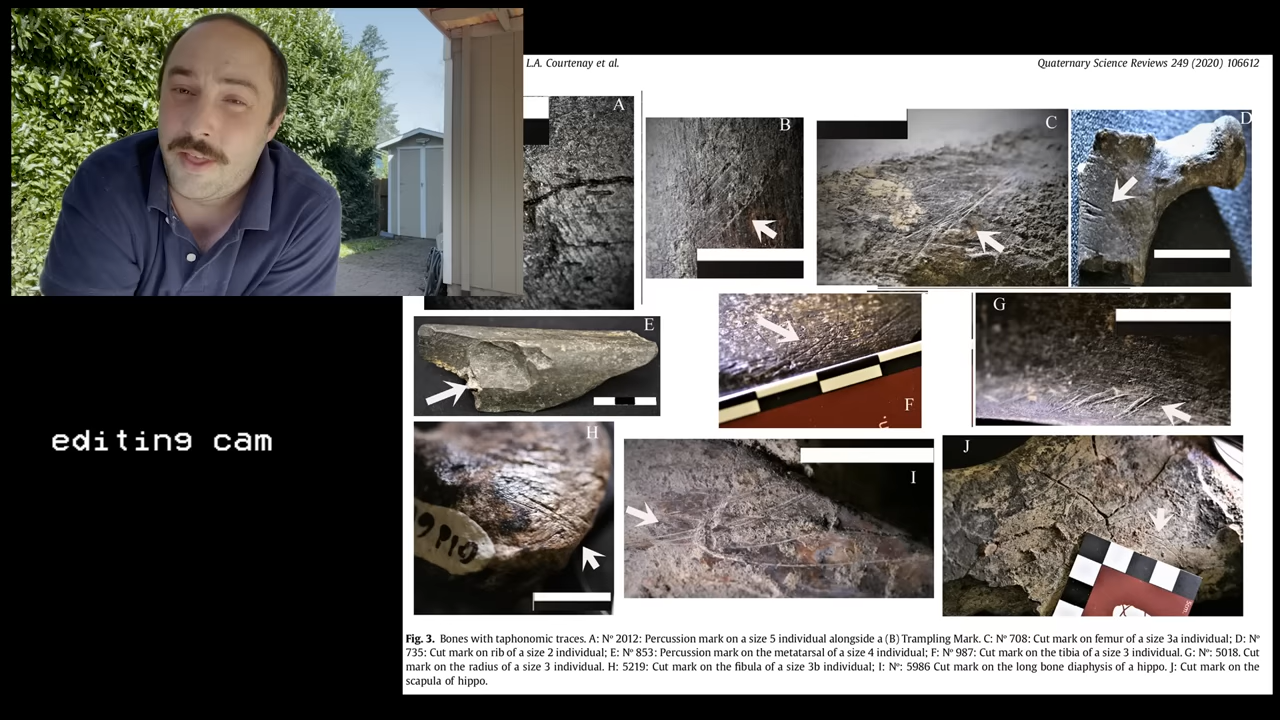 L.A. Courtenay et al.
Quaternary Science Reviews 249 (2020) 106612
A
B
C
D
E
F
G
H
I
J
9 P10
editing cam
Fig. 3. Bones with taphonomic traces. A: Nº 2012: Percussion mark on a size 5 individual alongside a (B) Trampling Mark. C: Nº 708: Cut mark on femur of a size 3a individual; D: Nº
735: Cut mark on rib of a size 2 individual; E: Nº 853: Percussion mark on the metatarsal of a size 4 individual; F: Nº 987: Cut mark on the tibia of a size 3 individual. G: Nº: 5018. Cut
mark on the radius of a size 3 individual. H: 5219: Cut mark on the fibula of a size 3b individual; I: Nº: 5986 Cut mark on the long bone diaphysis of a hippo. J: Cut mark on the
scapula of hippo.